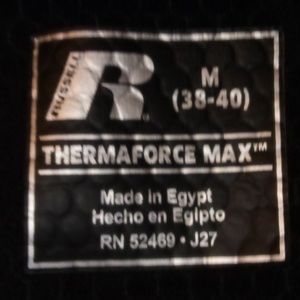 RUSSELL
R®
M
(38-40)
THERMAFORCE MAX™
Made in Egypt
Hecho en Egipto
RN 52469 • J27